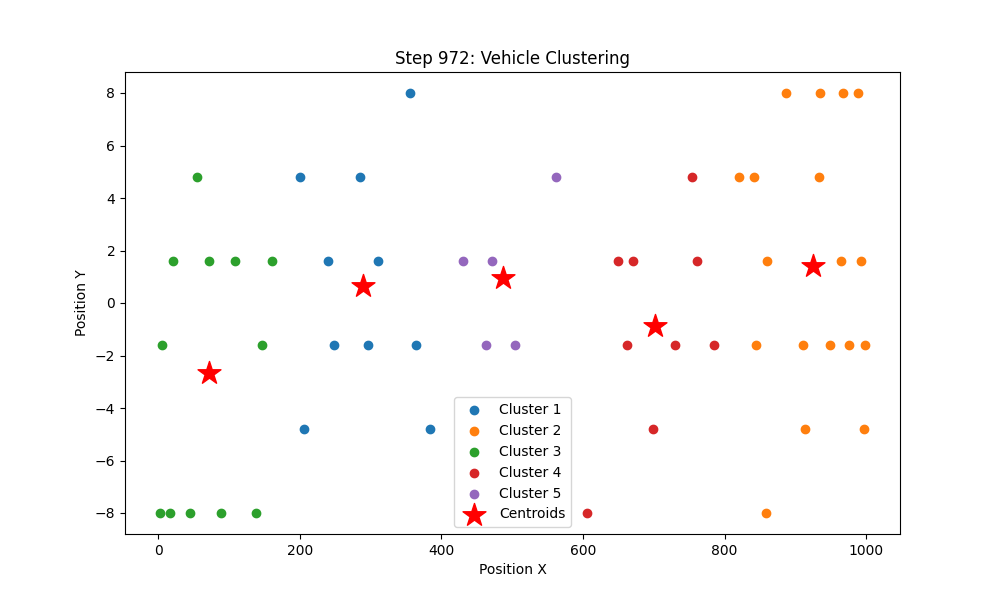 Step 972: Vehicle Clustering
Position Y
8
6
4
2
0
−2
−4
−6
−8
Cluster 1
Cluster 2
Cluster 3
Cluster 4
Cluster 5
Centroids
0 200 400 600 800 1000
Position X